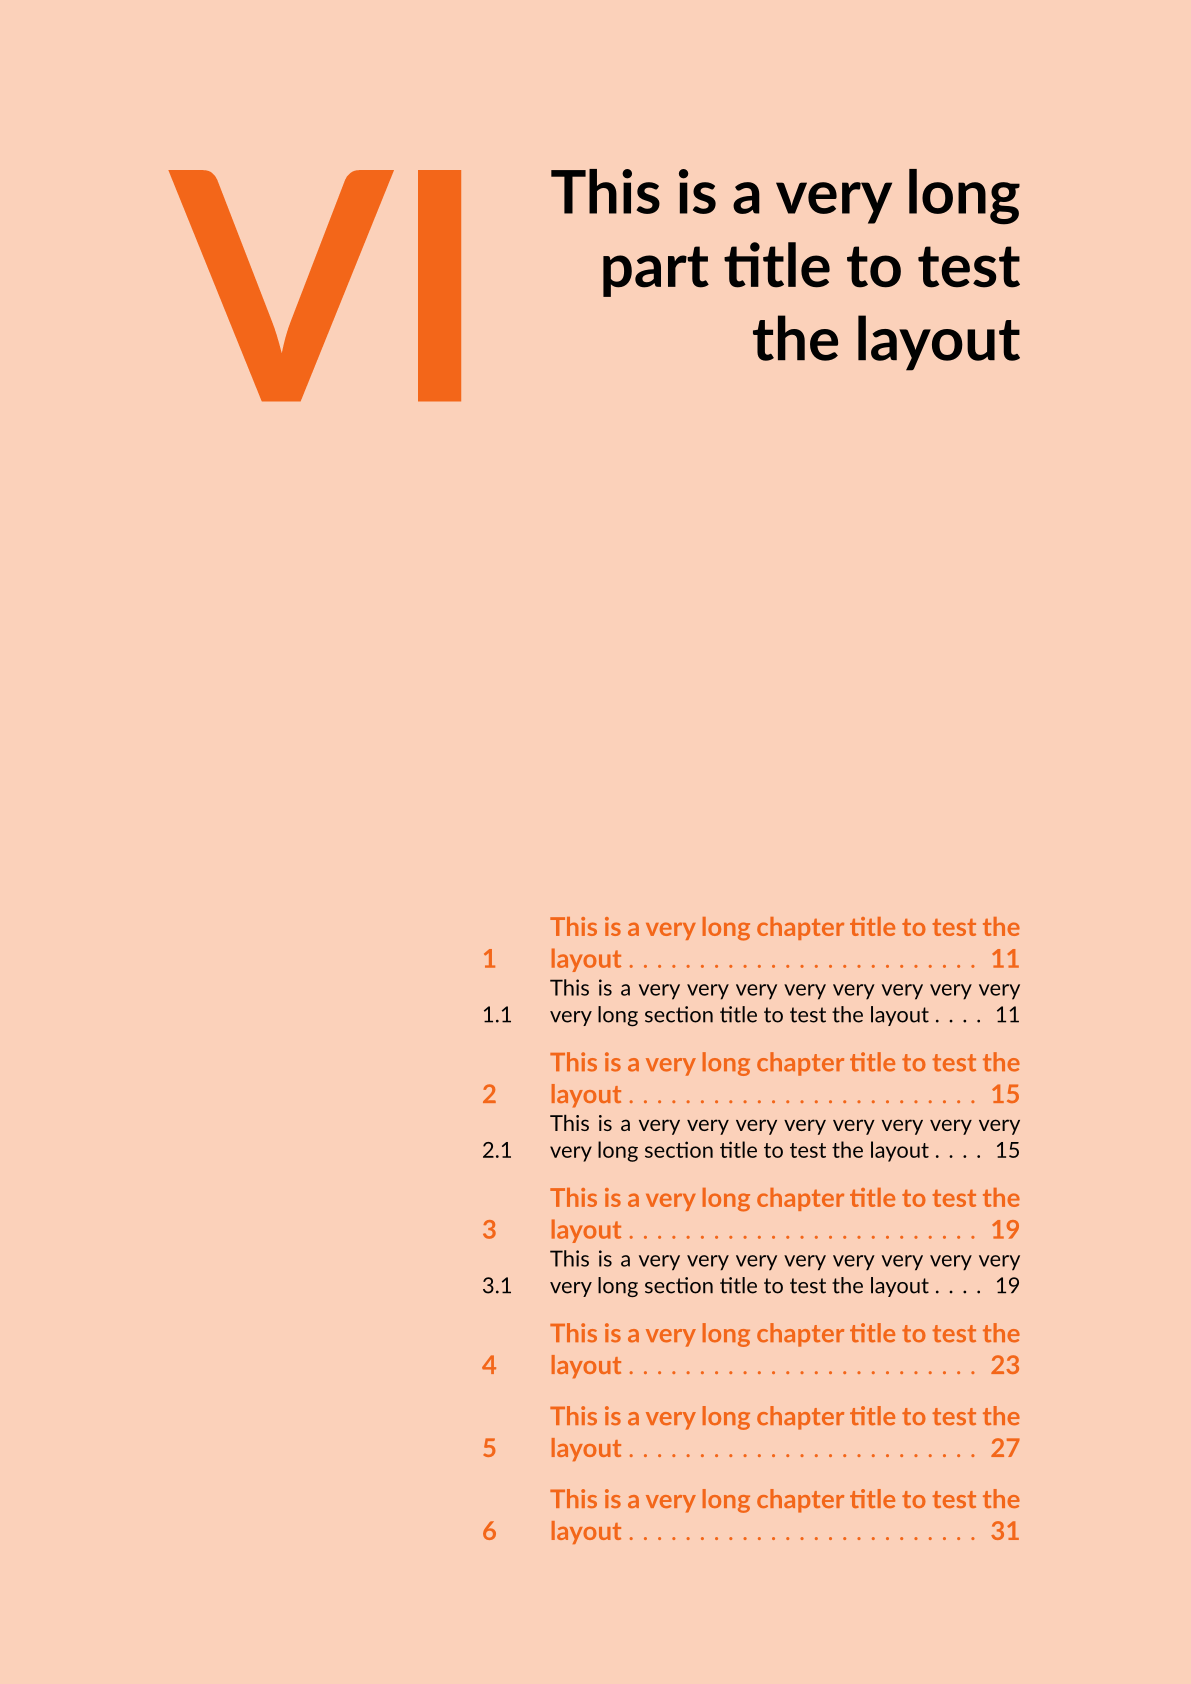 VI
This is a very long
part title to test
the layout
This is a very long chapter title to test the
1 layout . . . . . . . . . . . . . . . . . . . . . . . . . 11
This is a very very very very very very very very
1.1 very long section title to test the layout . . . . 11
This is a very long chapter title to test the
2 layout . . . . . . . . . . . . . . . . . . . . . . . . . 15
This is a very very very very very very very very
2.1 very long section title to test the layout . . . . 15
This is a very long chapter title to test the
3 layout . . . . . . . . . . . . . . . . . . . . . . . . . 19
This is a very very very very very very very very
3.1 very long section title to test the layout . . . . 19
This is a very long chapter title to test the
4 layout . . . . . . . . . . . . . . . . . . . . . . . . . 23
This is a very long chapter title to test the
5 layout . . . . . . . . . . . . . . . . . . . . . . . . . 27
This is a very long chapter title to test the
6 layout . . . . . . . . . . . . . . . . . . . . . . . . . 31